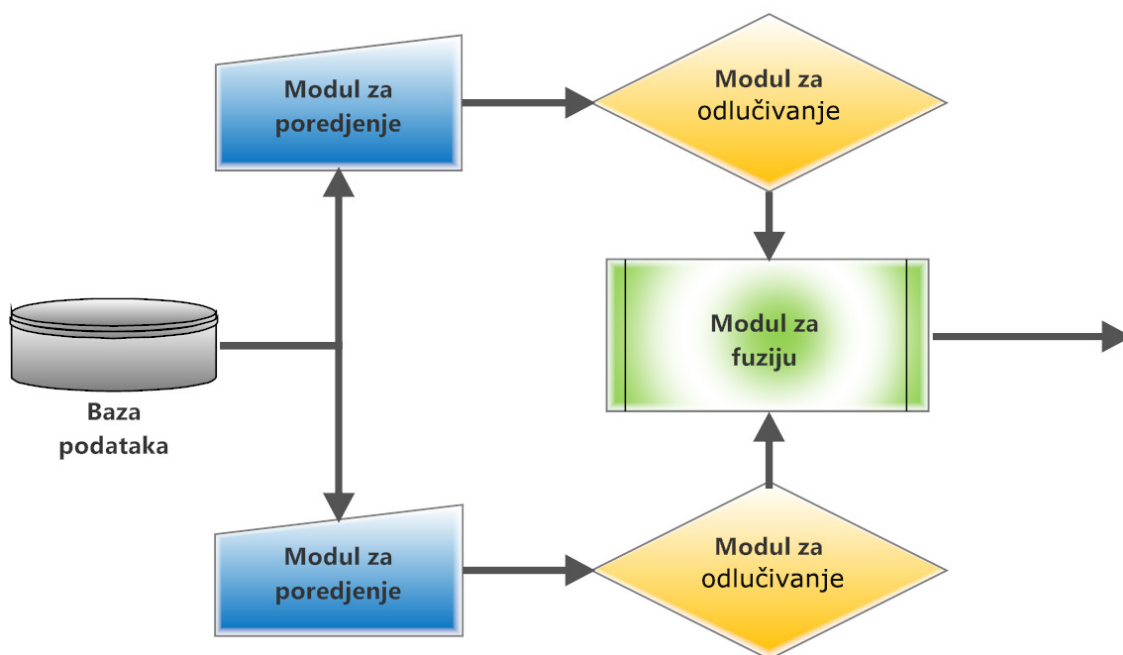 Modul za
poredjenje
Modul za
odlučivanje
Modul za
fuziju
Baza
podataka
Modul za
poredjenje
Modul za
odlučivanje